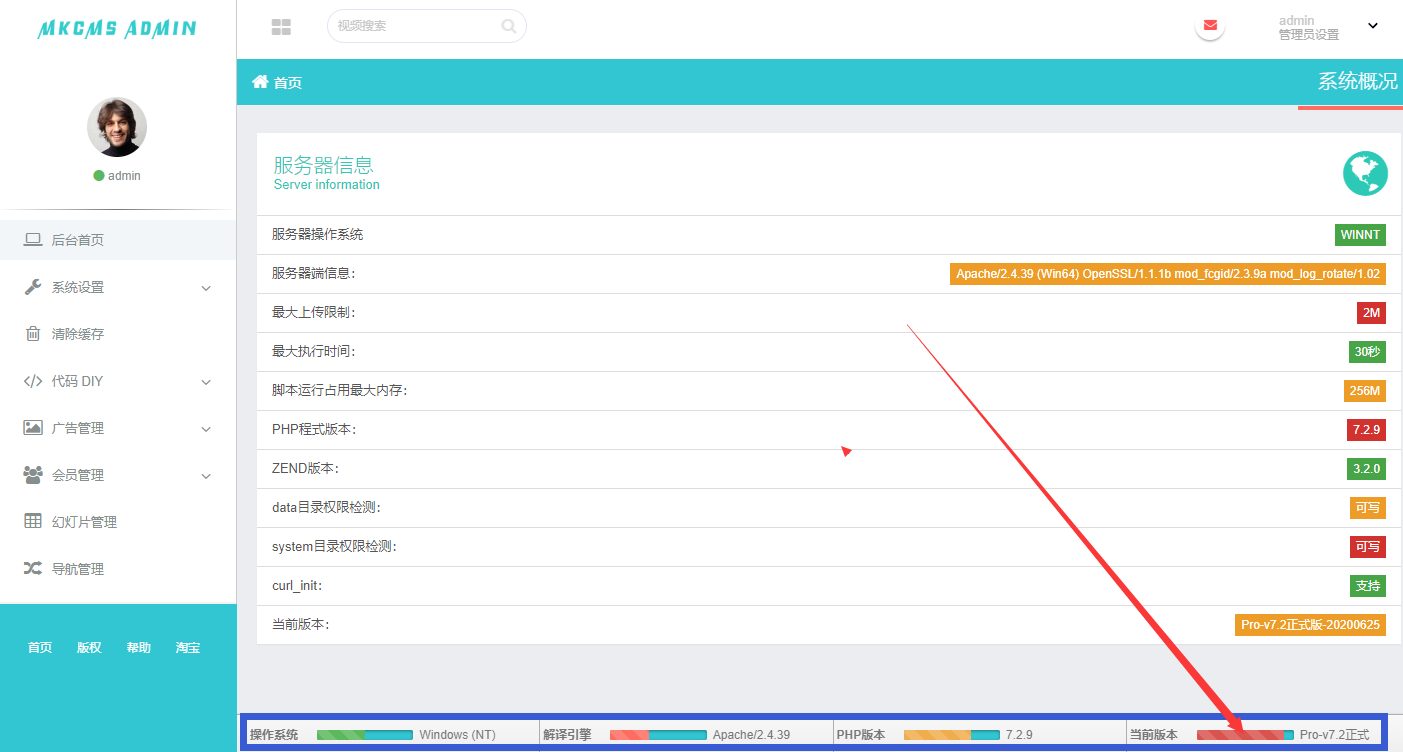 MKCMS ADMIN
视频搜索
admin
管理员设置
首页
系统概况
admin
后台首页
系统设置
清除缓存
代码 DIY
广告管理
会员管理
幻灯片管理
导航管理
首页 版权 帮助 淘宝
服务器信息
Server information
服务器操作系统 WINNT
服务器端信息: Apache/2.4.39 (Win64) OpenSSL/1.1.1b mod_fcgid/2.3.9a mod_log_rotate/1.02
最大上传限制: 2M
最大执行时间: 30秒
脚本运行占用最大内存: 256M
PHP程式版本: 7.2.9
ZEND版本: 3.2.0
data目录权限检测: 可写
system目录权限检测: 可写
curl_init: 支持
当前版本: Pro-v7.2正式版-20200625
操作系统 Windows (NT) 解译引擎 Apache/2.4.39 PHP版本 7.2.9 当前版本 Pro-v7.2正式